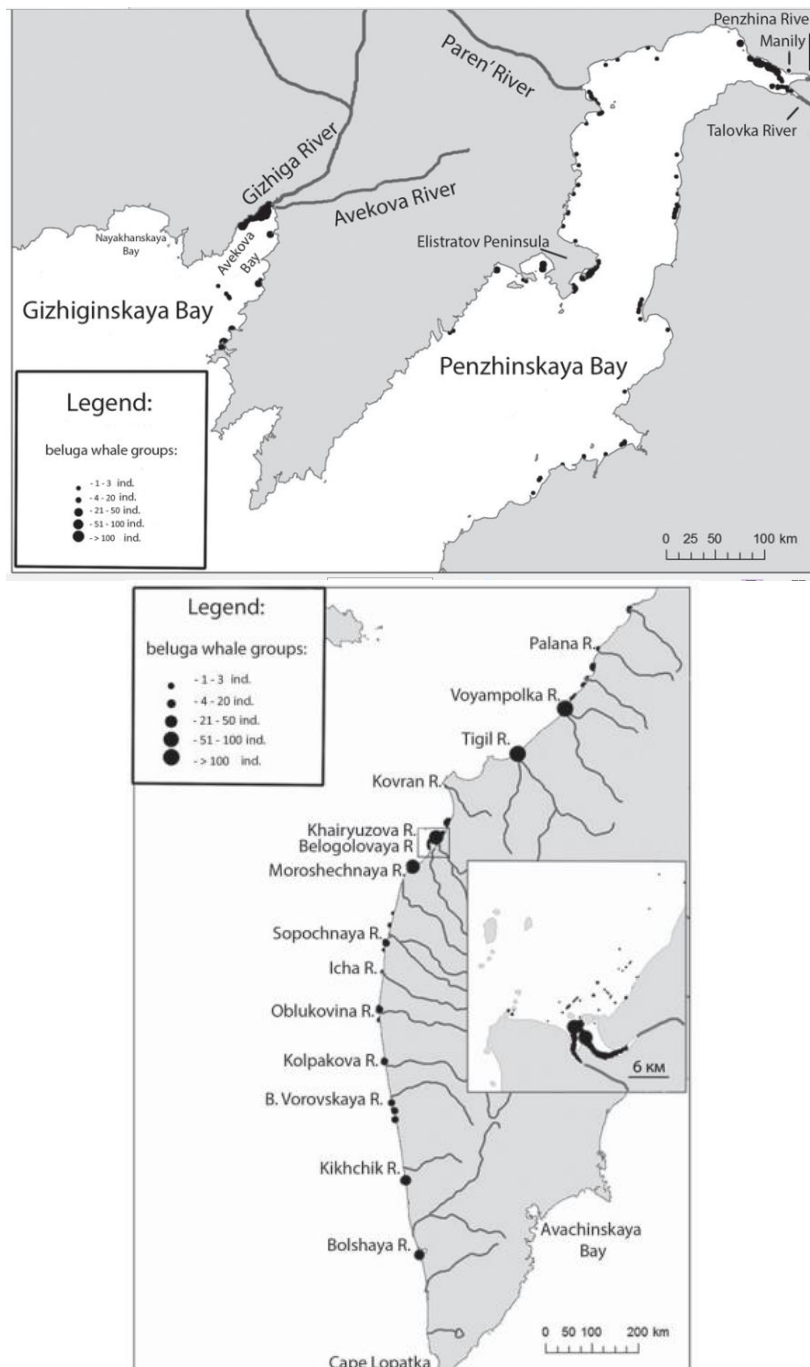 Penzhina Rive
Manily
Paren' River
Talovka River
Gizhiga River
Avekova River
Nayakhanskaya
Bay
Avekova
Bay
Elistratov Peninsula
Gizhiginskaya Bay
Penzhinskaya Bay
Legend:
beluga whale groups:
- 1 - 3 ind.
- 4 - 20 ind.
- 21 - 50 ind.
- 51 - 100 ind.
- > 100 ind.
0 25 50 100 km
Legend:
beluga whale groups:
- 1 - 3 ind.
- 4 - 20 ind.
- 21 - 50 ind.
- 51 - 100 ind.
- > 100 ind.
Palana R.
Voyampolka R.
Tigil R.
Kovran R.
Khairyuzova R.
Belogolovaya R
Moroshechnaya R.
Sopochnaya R.
Icha R.
Oblukovina R.
Kolpakova R.
6 км
B. Vorovskaya R.
Kikhchik R.
Bolshaya R.
Avachinskaya
Bay
0 50 100 200 km
Cape Lopatka